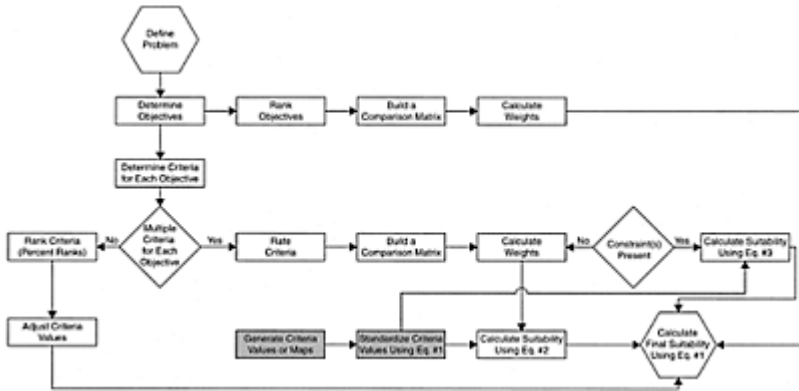 Define
Problem
Determine
Objectives
Rank
Objectives
Build a
Comparison Matrix
Calculate
Weights
Determine Criteria
for Each Objective
Rank Criteria
(Percent Ranks)
No
Multiple
Criteria
for Each
Objective
Yes
Rate
Criteria
Build a
Comparison Matrix
Calculate
Weights
No
Constraint(s)
Present
Yes
Calculate Suitability
Using Eq. #3
Adjust Criteria
Values
Generate Criteria
Values or Maps
Standardize Criteria
Values Using Eq. #1
Calculate Suitability
Using Eq. #2
Calculate
Final Suitability
Using Eq. #1